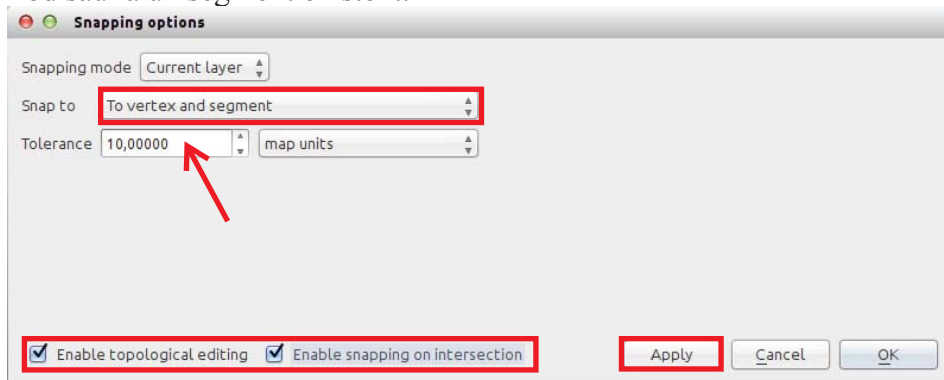 Snapping options
Snapping mode Current layer
Snap to To vertex and segment
Tolerance 10,00000 map units
Enable topological editing Enable snapping on intersection Apply Cancel OK